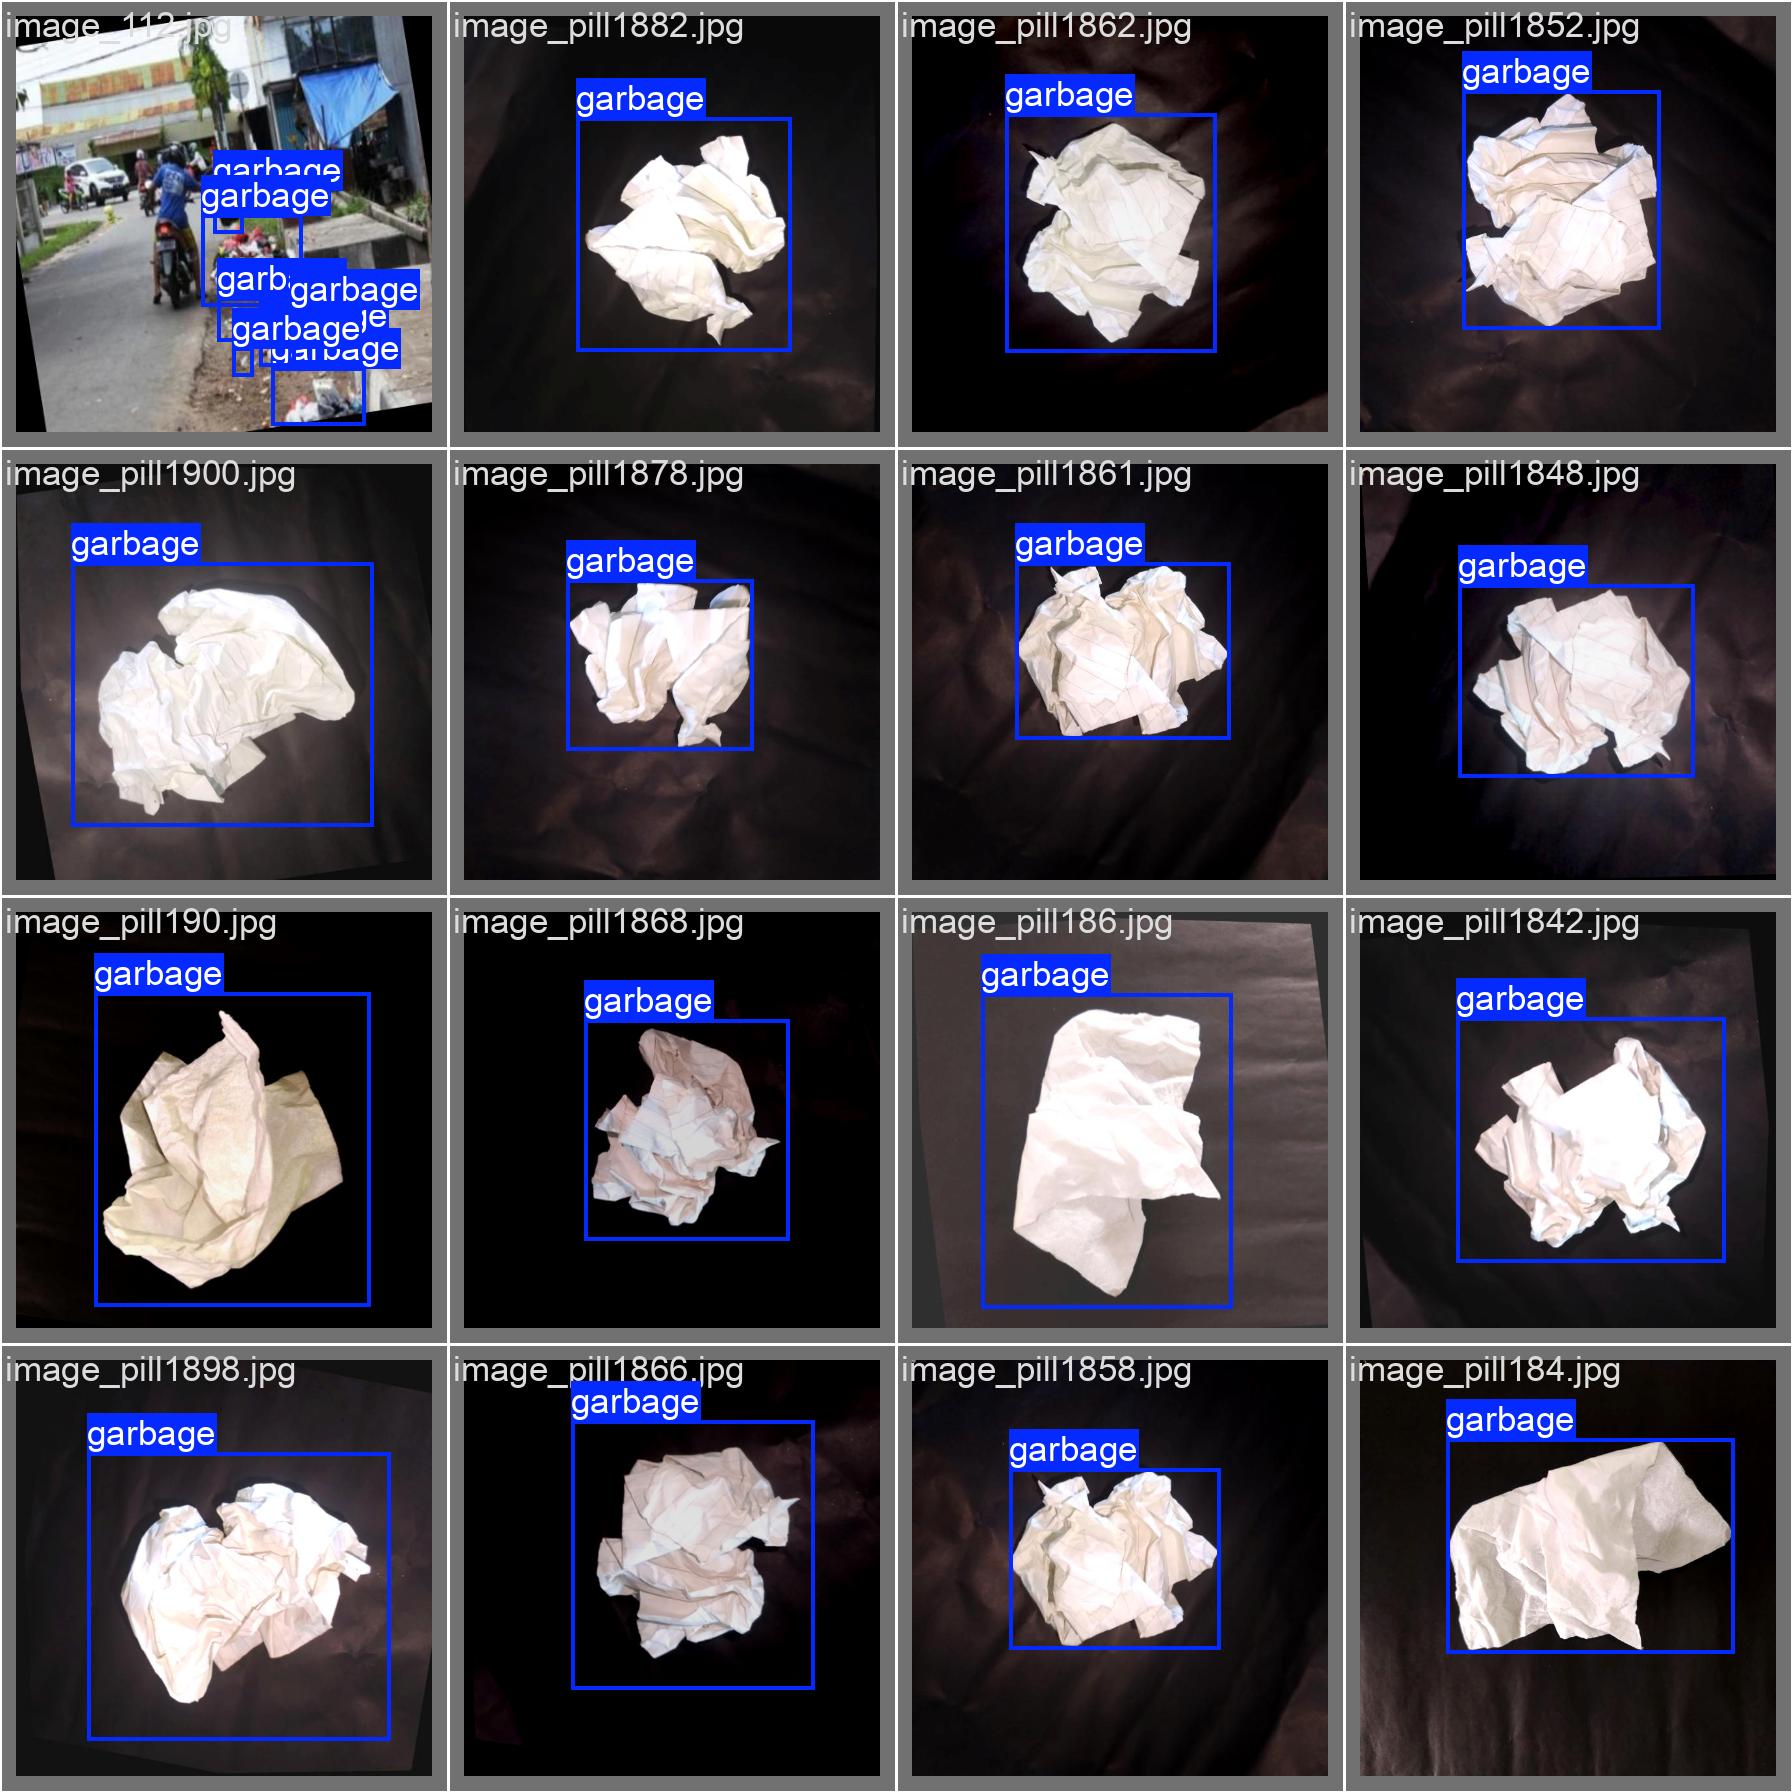 image_112.jpg
garbage
garbage
garb
garbage
ge
garbage
garbage
image_pill1882.jpg
garbage
image_pill1862.jpg
garbage
image_pill1852.jpg
garbage
image_pill1900.jpg
garbage
image_pill1878.jpg
garbage
image_pill1861.jpg
garbage
image_pill1848.jpg
garbage
image_pill190.jpg
garbage
image_pill1868.jpg
garbage
image_pill186.jpg
garbage
image_pill1842.jpg
garbage
image_pill1898.jpg
garbage
image_pill1866.jpg
garbage
image_pill1858.jpg
garbage
image_pill184.jpg
garbage